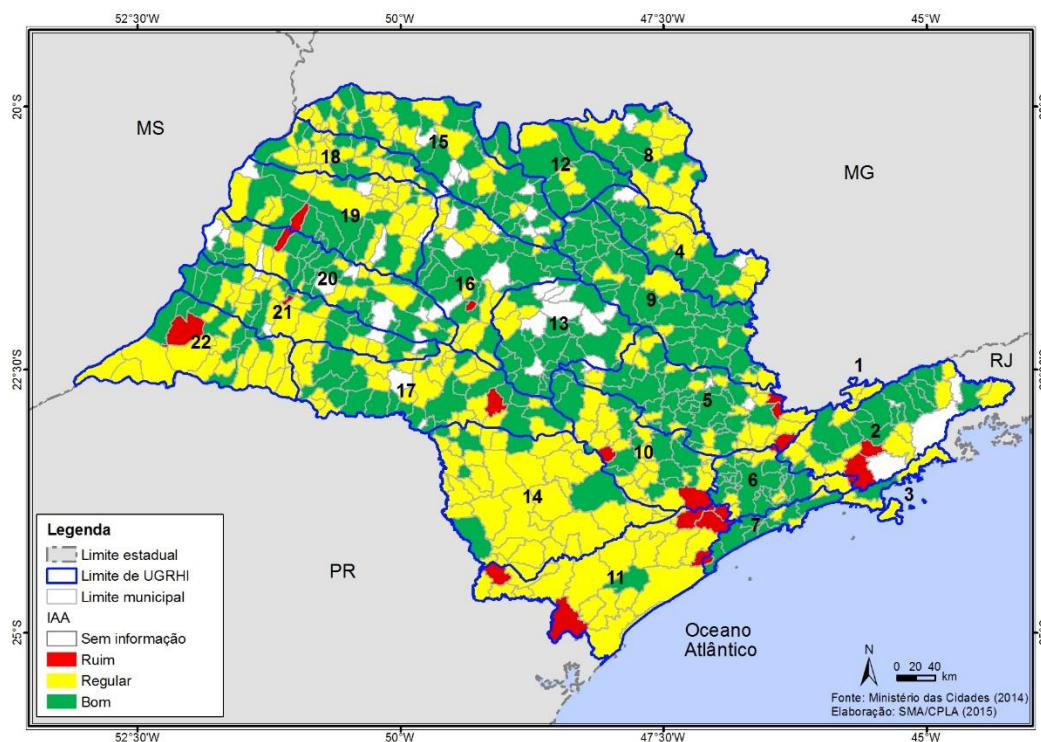 52°30'W 50°W 47°30'W 45°W
20°S
MS
15
8
12
18
MG
19
4
20
16
9
21
13
22
22°30'S
RJ
1
17
5
2
10
6
3
14
7
11
PR
25°S
Oceano
Atlântico
Legenda
Limite estadual
Limite de UGRHI
Limite municipal
IAA
Sem informação
Ruim
Regular
Bom
N
0 20 40
km
Fonte: Ministério das Cidades (2014)
Elaboração: SMA/CPLA (2015)
52°30'W 50°W 47°30'W 45°W